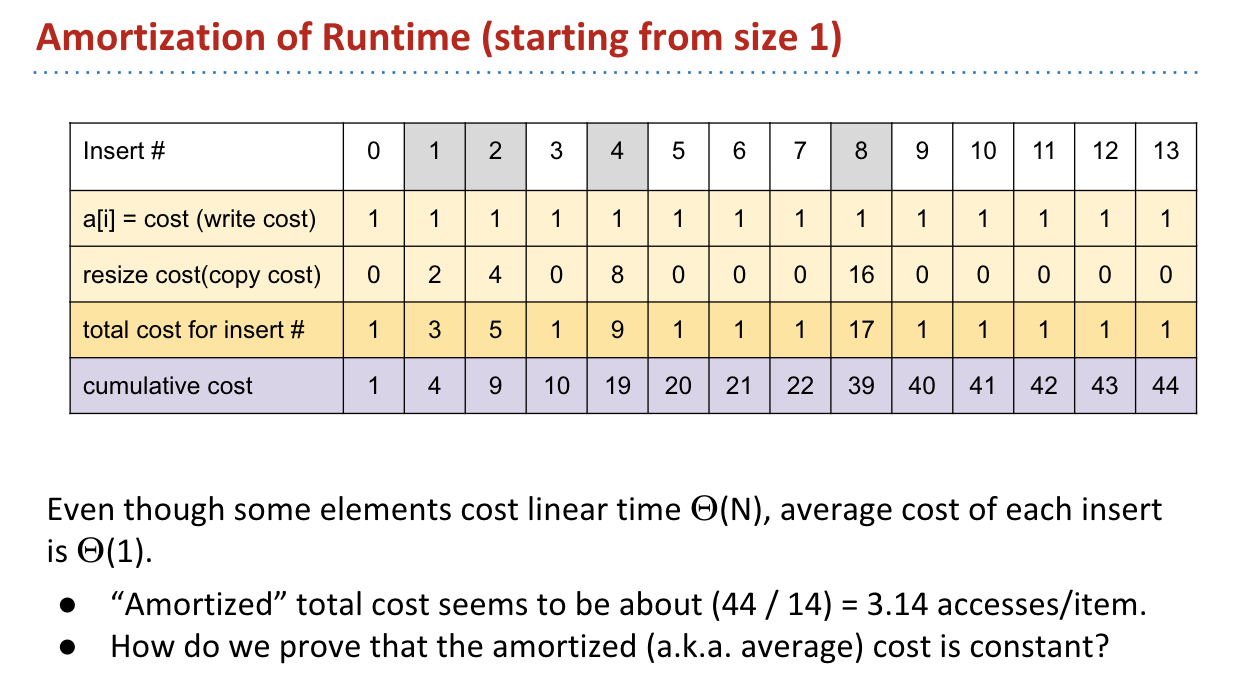 Amortization of Runtime (starting from size 1)
Insert # 0 1 2 3 4 5 6 7 8 9 10 11 12 13
a[i] = cost (write cost) 1 1 1 1 1 1 1 1 1 1 1 1 1 1
resize cost(copy cost) 0 2 4 0 8 0 0 0 16 0 0 0 0 0
total cost for insert # 1 3 5 1 9 1 1 1 17 1 1 1 1 1
cumulative cost 1 4 9 10 19 20 21 22 39 40 41 42 43 44
Even though some elements cost linear time Θ(N), average cost of each insert
is Θ(1).
● “Amortized” total cost seems to be about (44 / 14) = 3.14 accesses/item.
● How do we prove that the amortized (a.k.a. average) cost is constant?